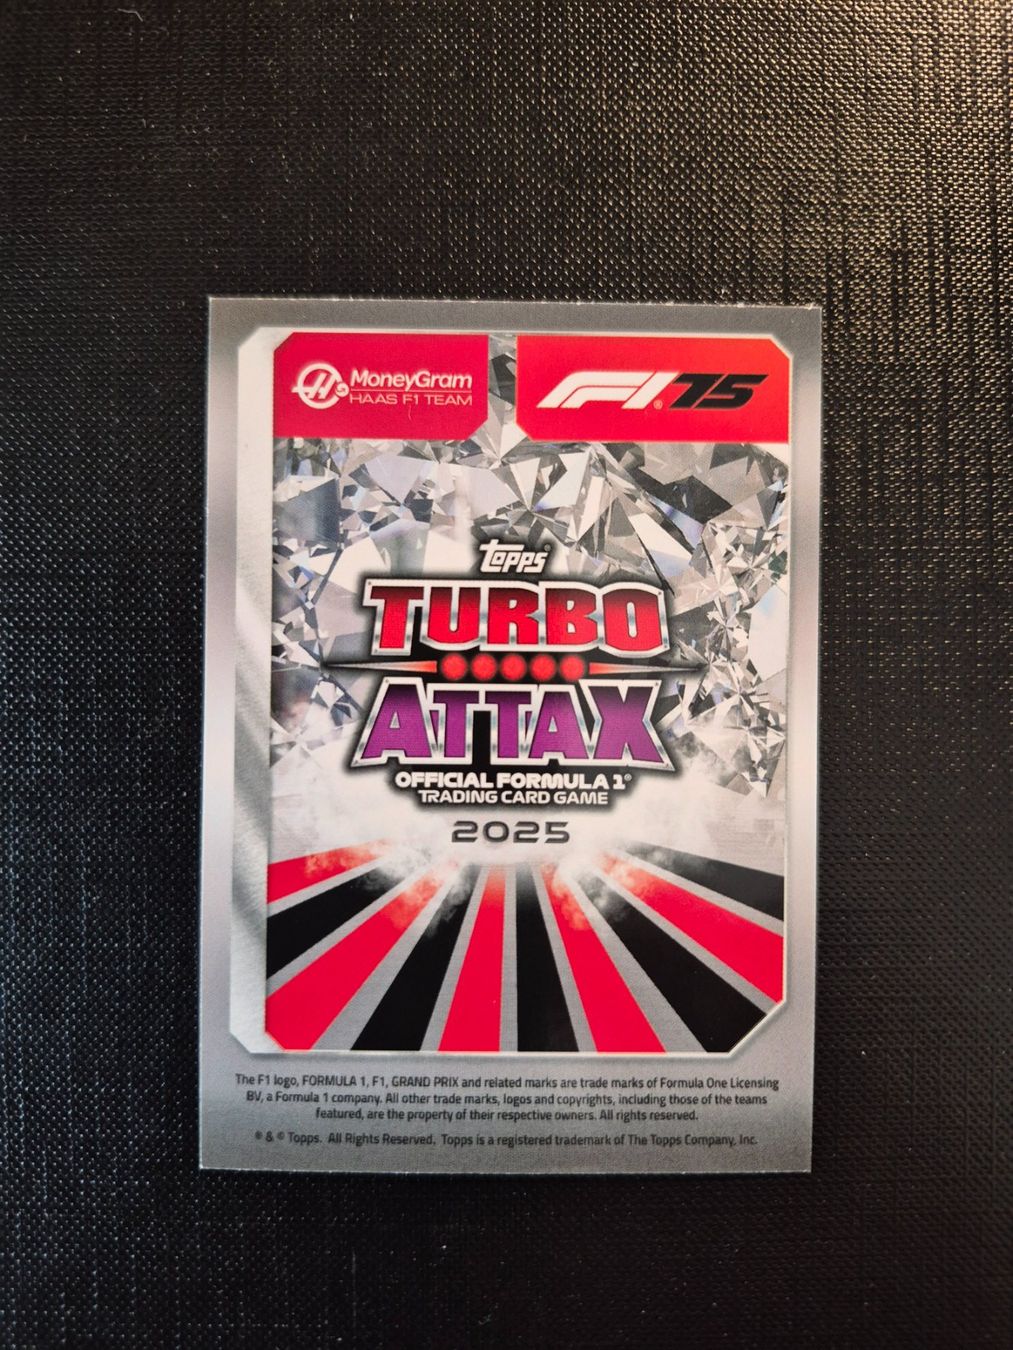 MoneyGram
HAAS F1 TEAM
F1® 75
topps®
TURBO
ATTAX
OFFICIAL FORMULA 1®
TRADING CARD GAME
2025
The F1 logo, FORMULA 1, F1, GRAND PRIX and related marks are trade marks of Formula One Licensing
BV, a Formula 1 company. All other trade marks, logos and copyrights, including those of the teams
featured, are the property of their respective owners. All rights reserved.
® & © Topps. All Rights Reserved, Topps is a registered trademark of The Topps Company, Inc.